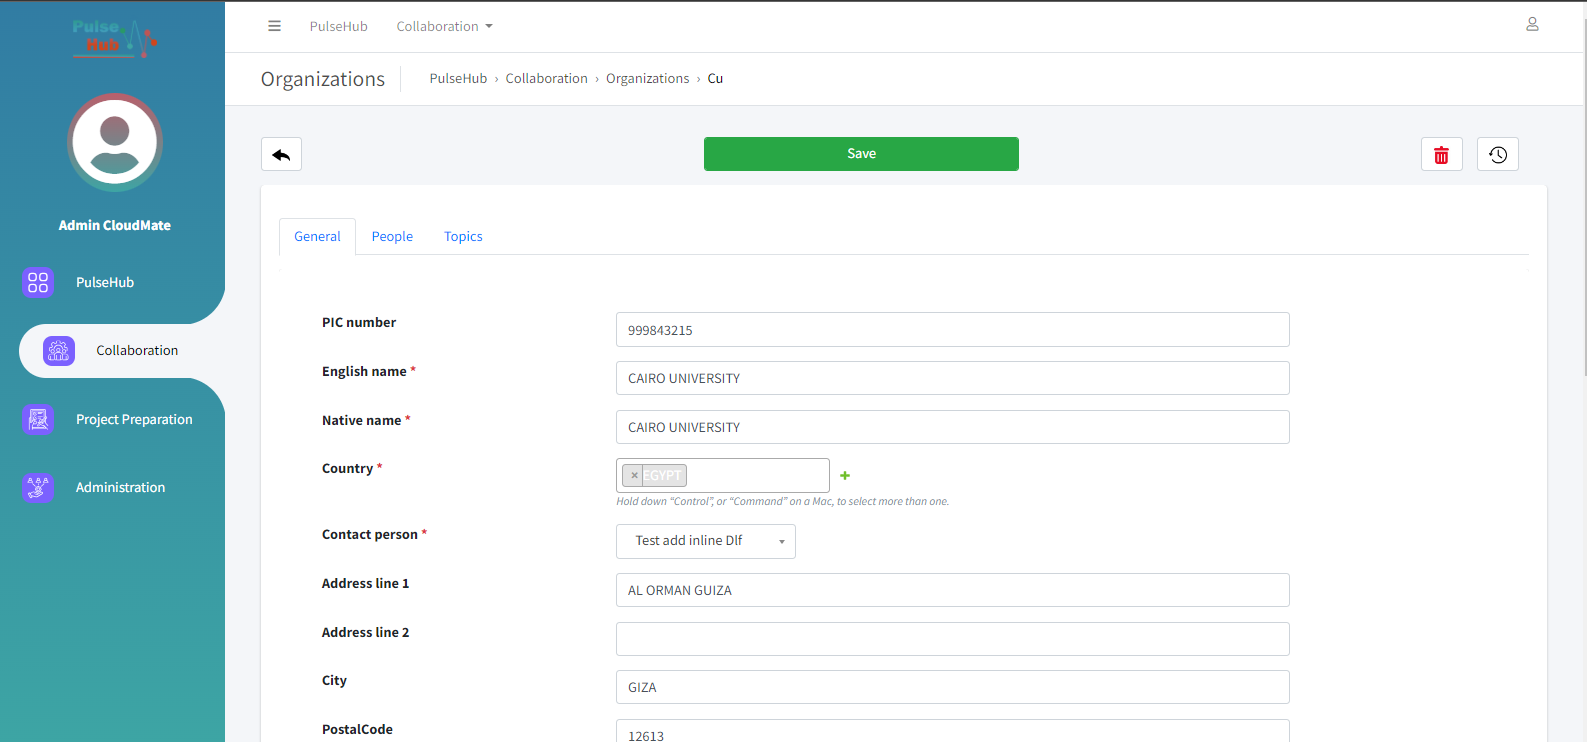 Pulse
Hub
PulseHub
Collaboration
Organizations
PulseHub › Collaboration › Organizations › Cu
Save
Admin CloudMate
PulseHub
Collaboration
Project Preparation
Administration
General
People
Topics
PIC number
999843215
English name *
CAIRO UNIVERSITY
Native name *
CAIRO UNIVERSITY
Country *
× EGYPT
Hold down “Control”, or “Command” on a Mac, to select more than one.
Contact person *
Test add inline Dlf
Address line 1
AL ORMAN GUIZA
Address line 2
City
GIZA
PostalCode
12613